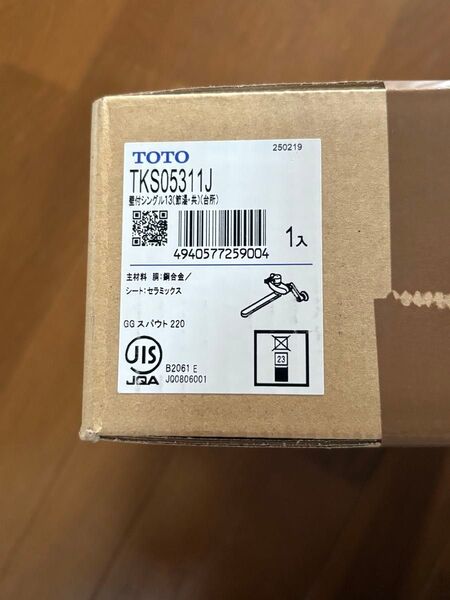 250219
TOTO
TKS05311J
壁付シングル13(節湯・共)(台所)
4940577259004
1入
主材料 胴:銅合金/
シート:セラミックス
GG スパウト 220
23
JIS
JQA
B2061 E
JQ0806001